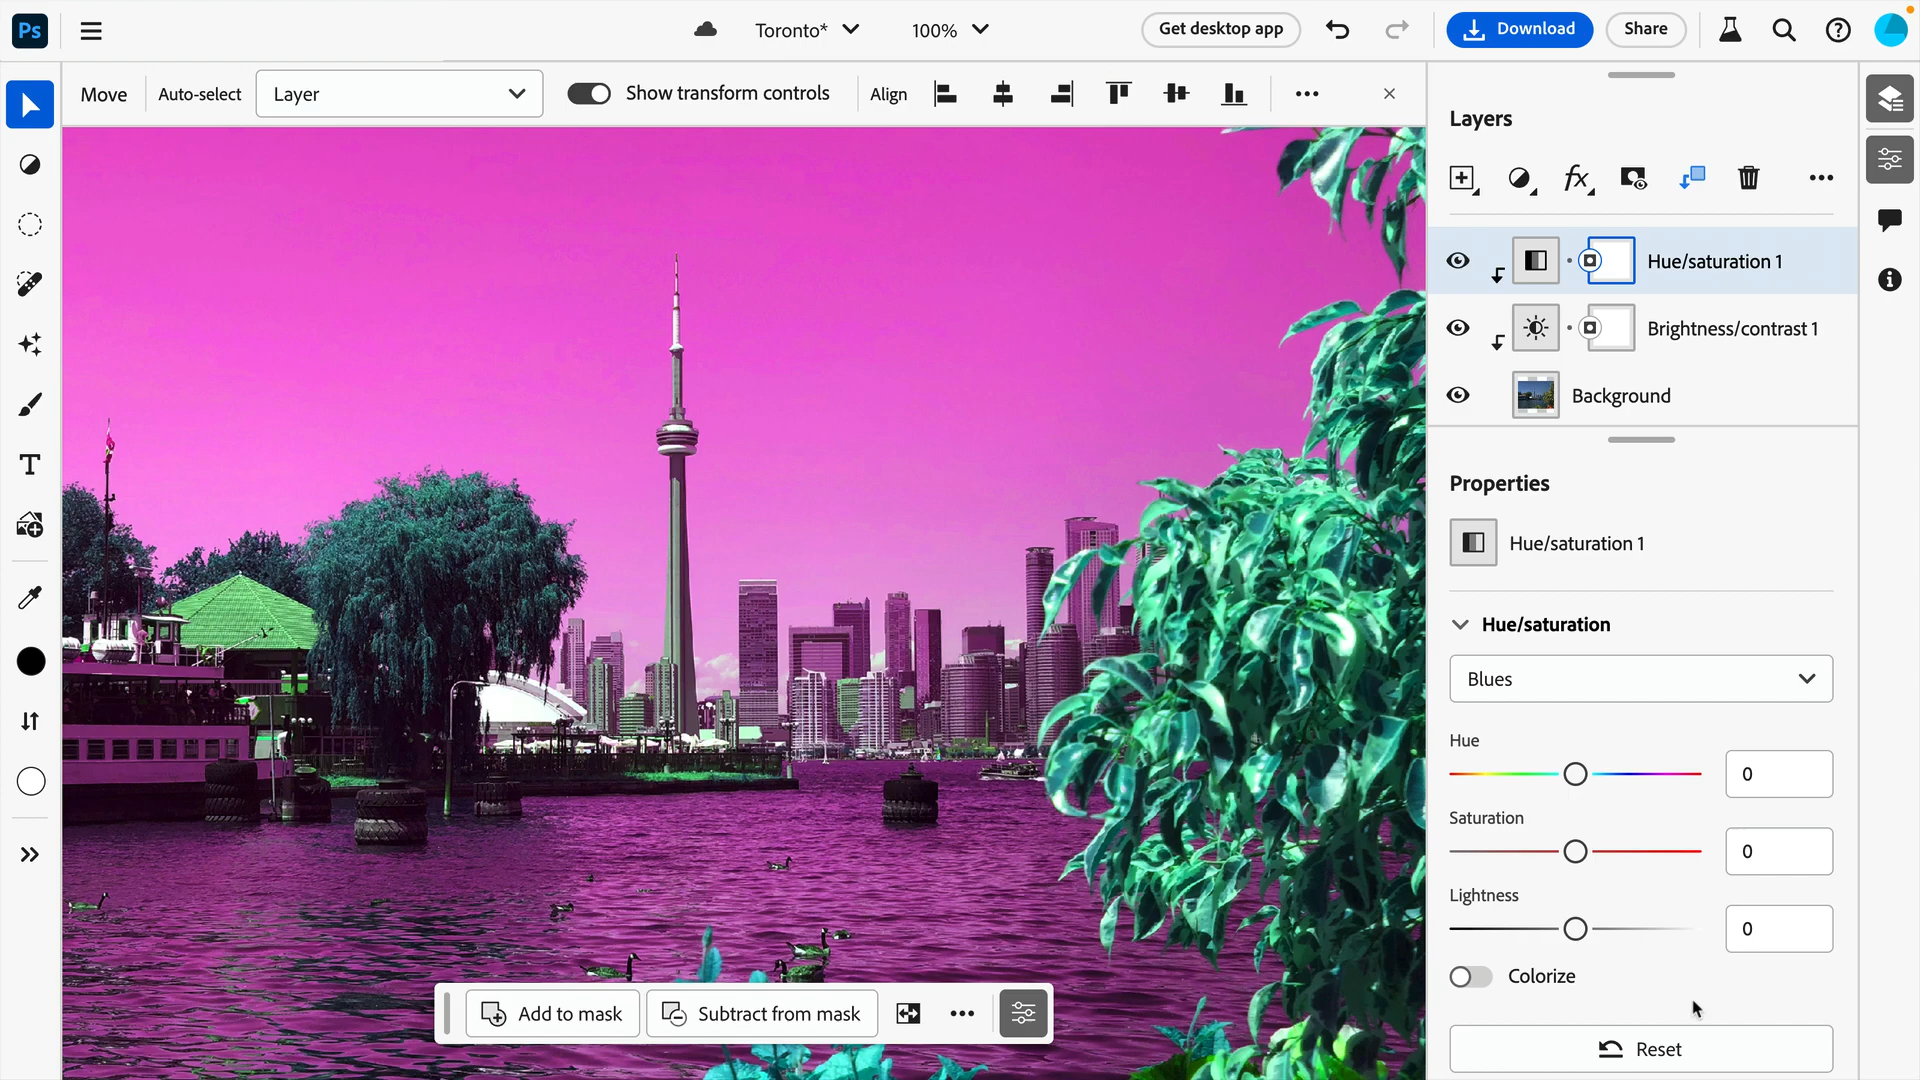 Ps
Toronto*
100%
Get desktop app
Download
Share
Move
Auto-select
Layer
Show transform controls
Align
Layers
fx
Hue/saturation 1
Brightness/contrast 1
Background
Properties
Hue/saturation 1
Hue/saturation
Blues
Hue
0
Saturation
0
Lightness
0
Colorize
Reset
Add to mask
Subtract from mask